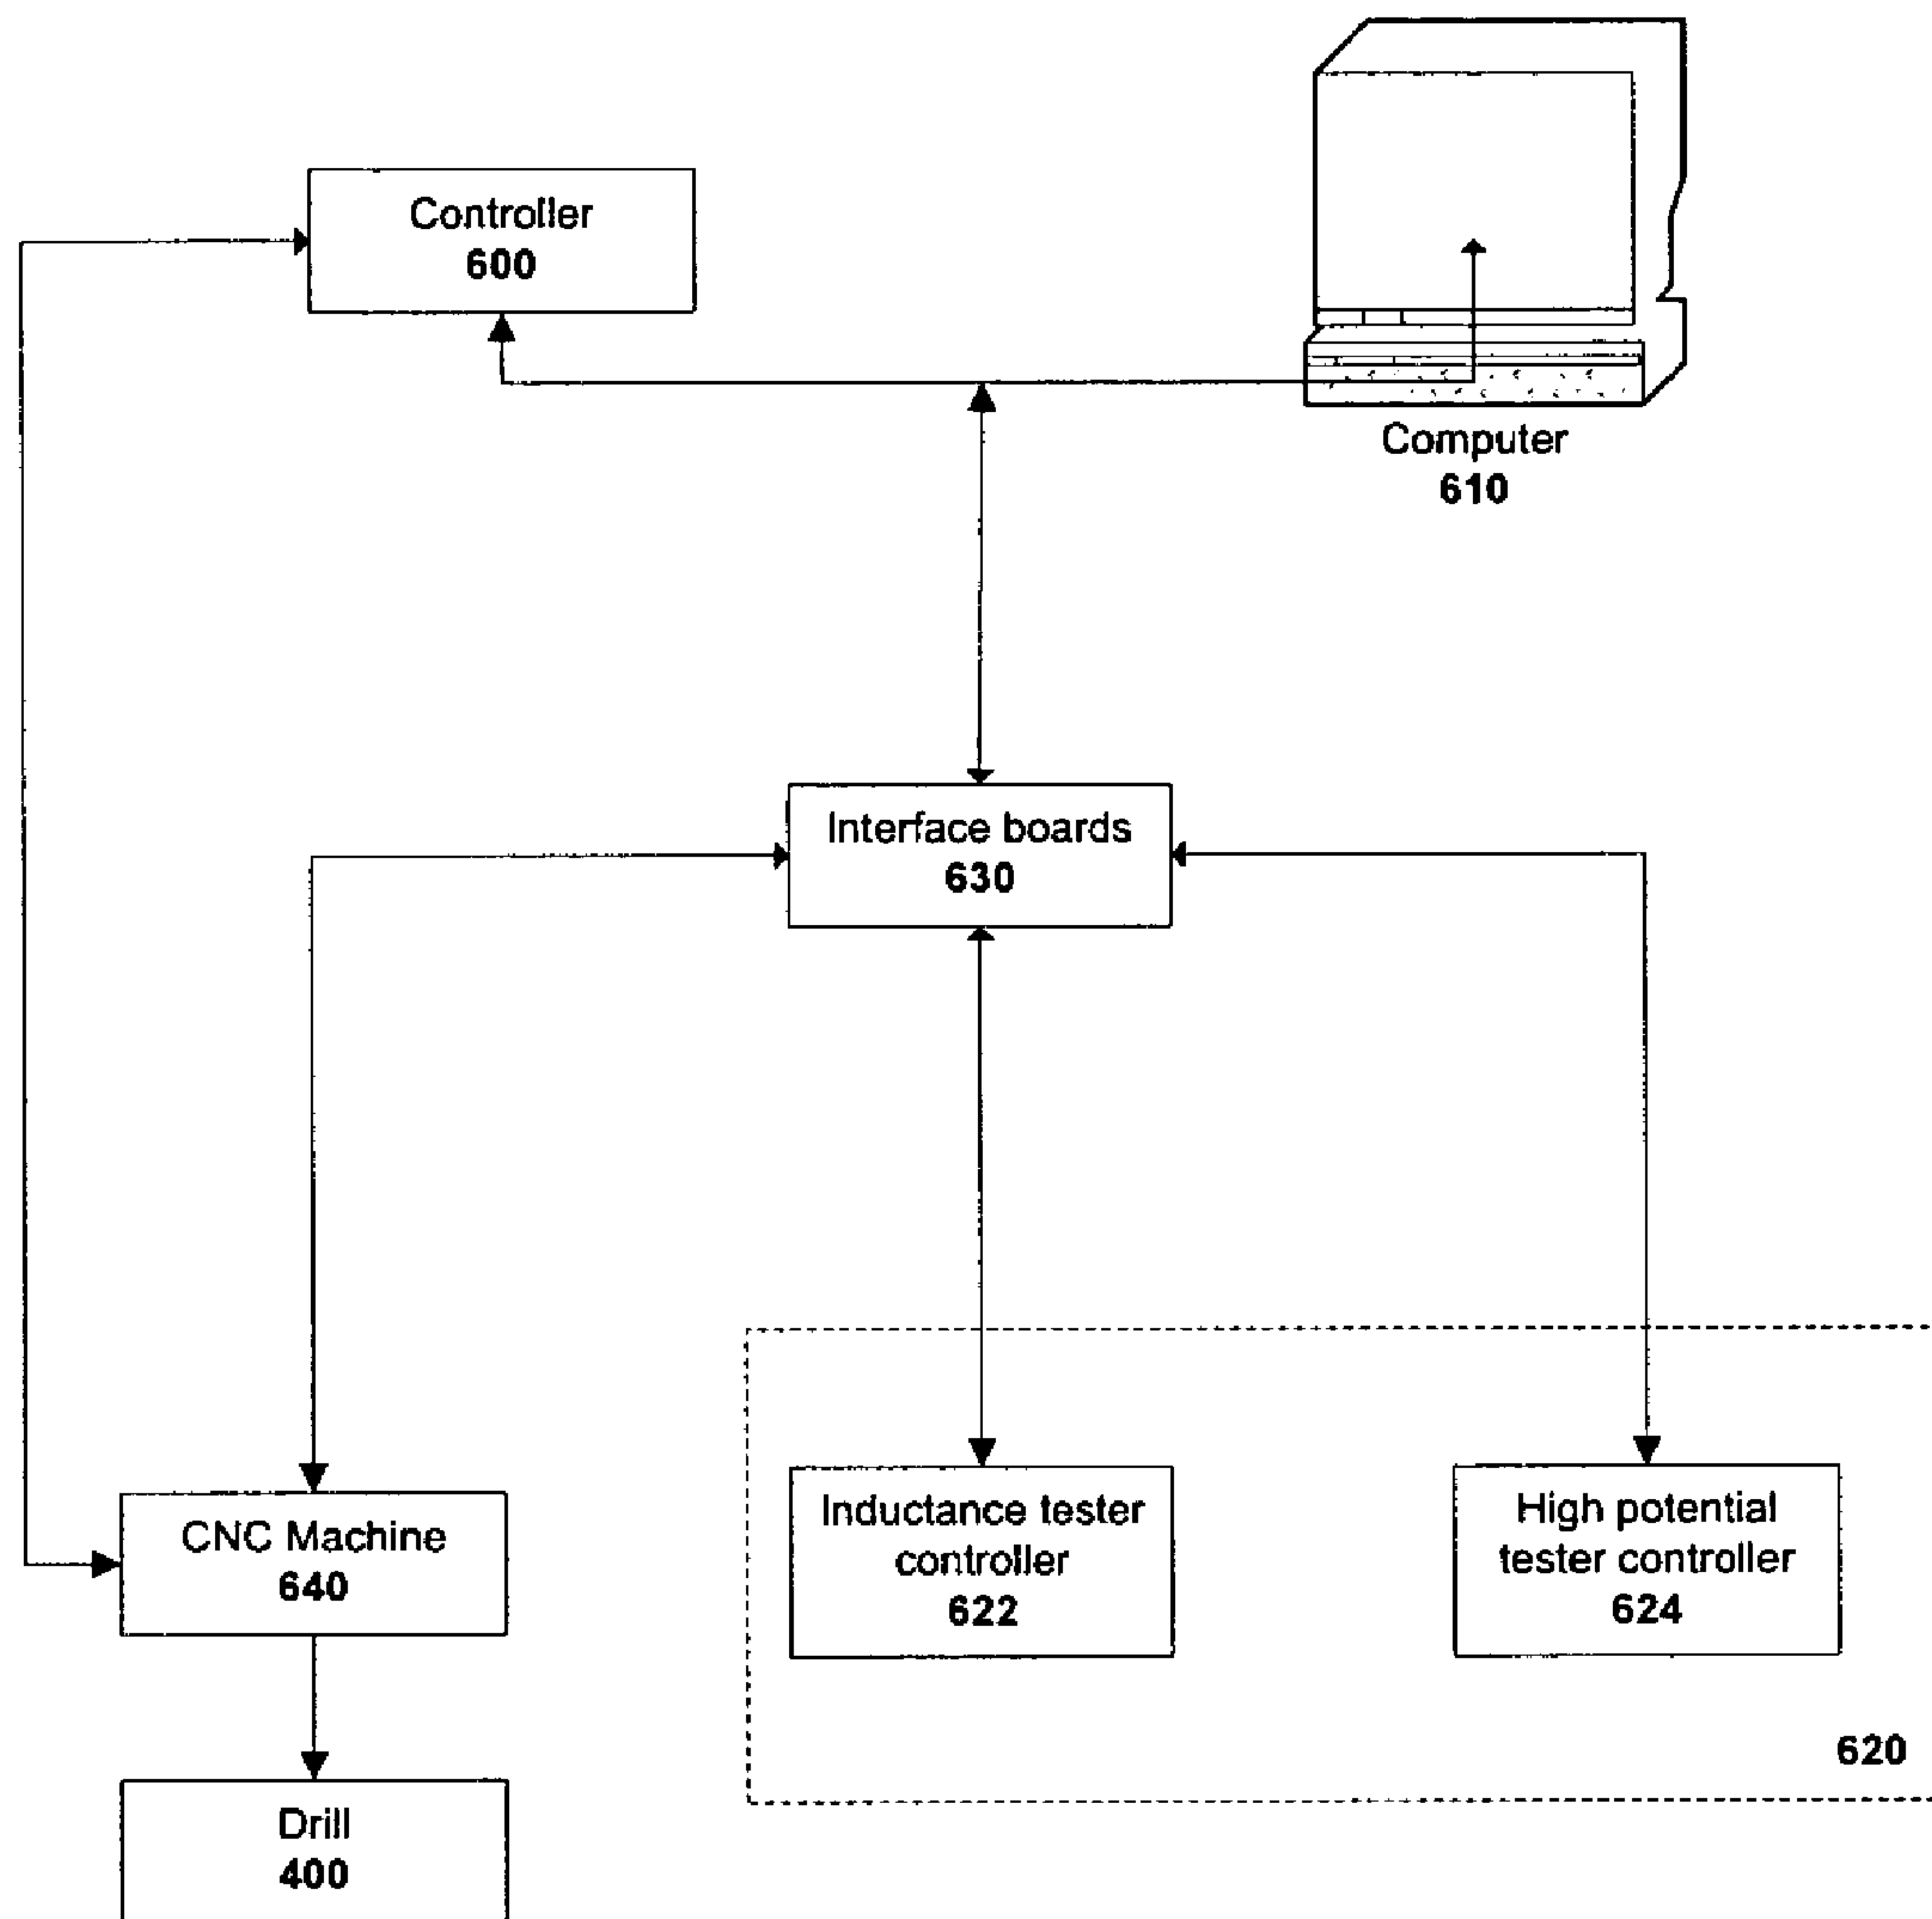 Controller
600
Computer
610
Interface boards
630
CNC Machine
640
Inductance tester
controller
622
High potential
tester controller
624
620
Drill
400